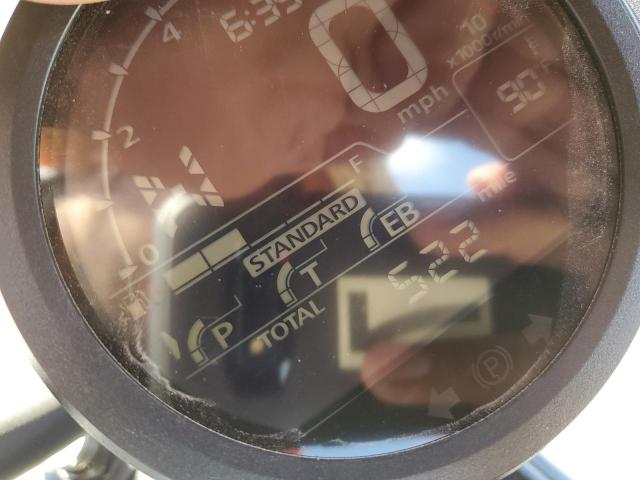 4
6:35
0
10
x1000r/min
mph
90°F
2
F
mile
0
STANDARD
EB
522
T
TOTAL
P
P